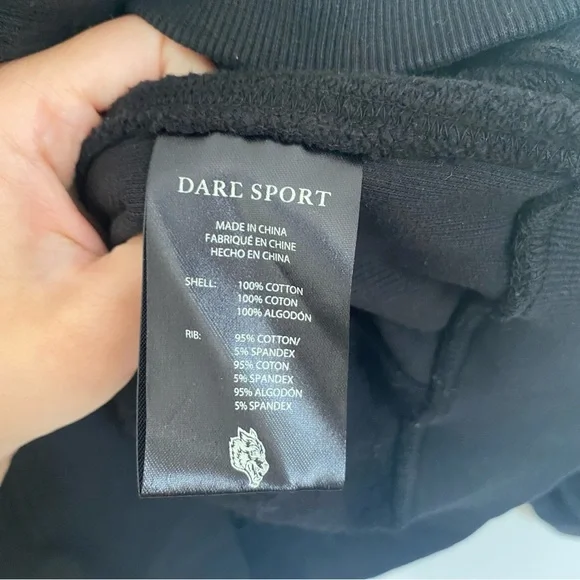 DARC SPORT
MADE IN CHINA
FABRIQUÉ EN CHINE
HECHO EN CHINA
SHELL: 100% COTTON
100% COTON
100% ALGODÓN
RIB: 95% COTTON/
5% SPANDEX
95% COTON
5% SPANDEX
95% ALGODÓN
5% SPANDEX